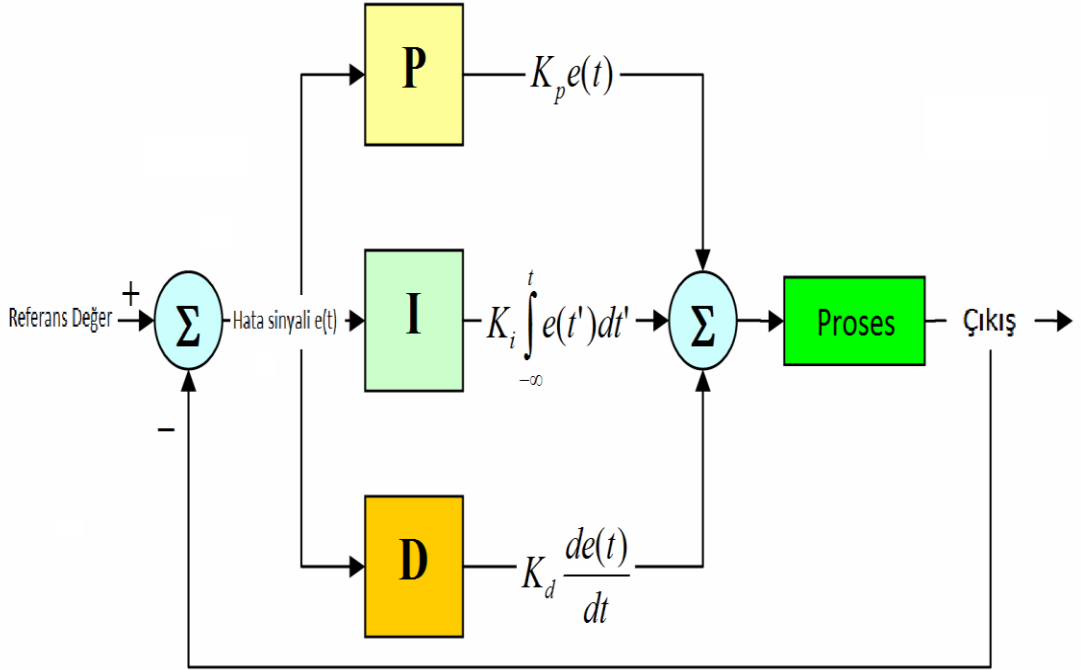 P
K_p e(t)
Referans Değer
+
Σ
Hata sinyali e(t)
I
K_i ∫_{-∞}^{t} e(t')dt'
Σ
Proses
Çıkış
−
D
K_d de(t)/dt